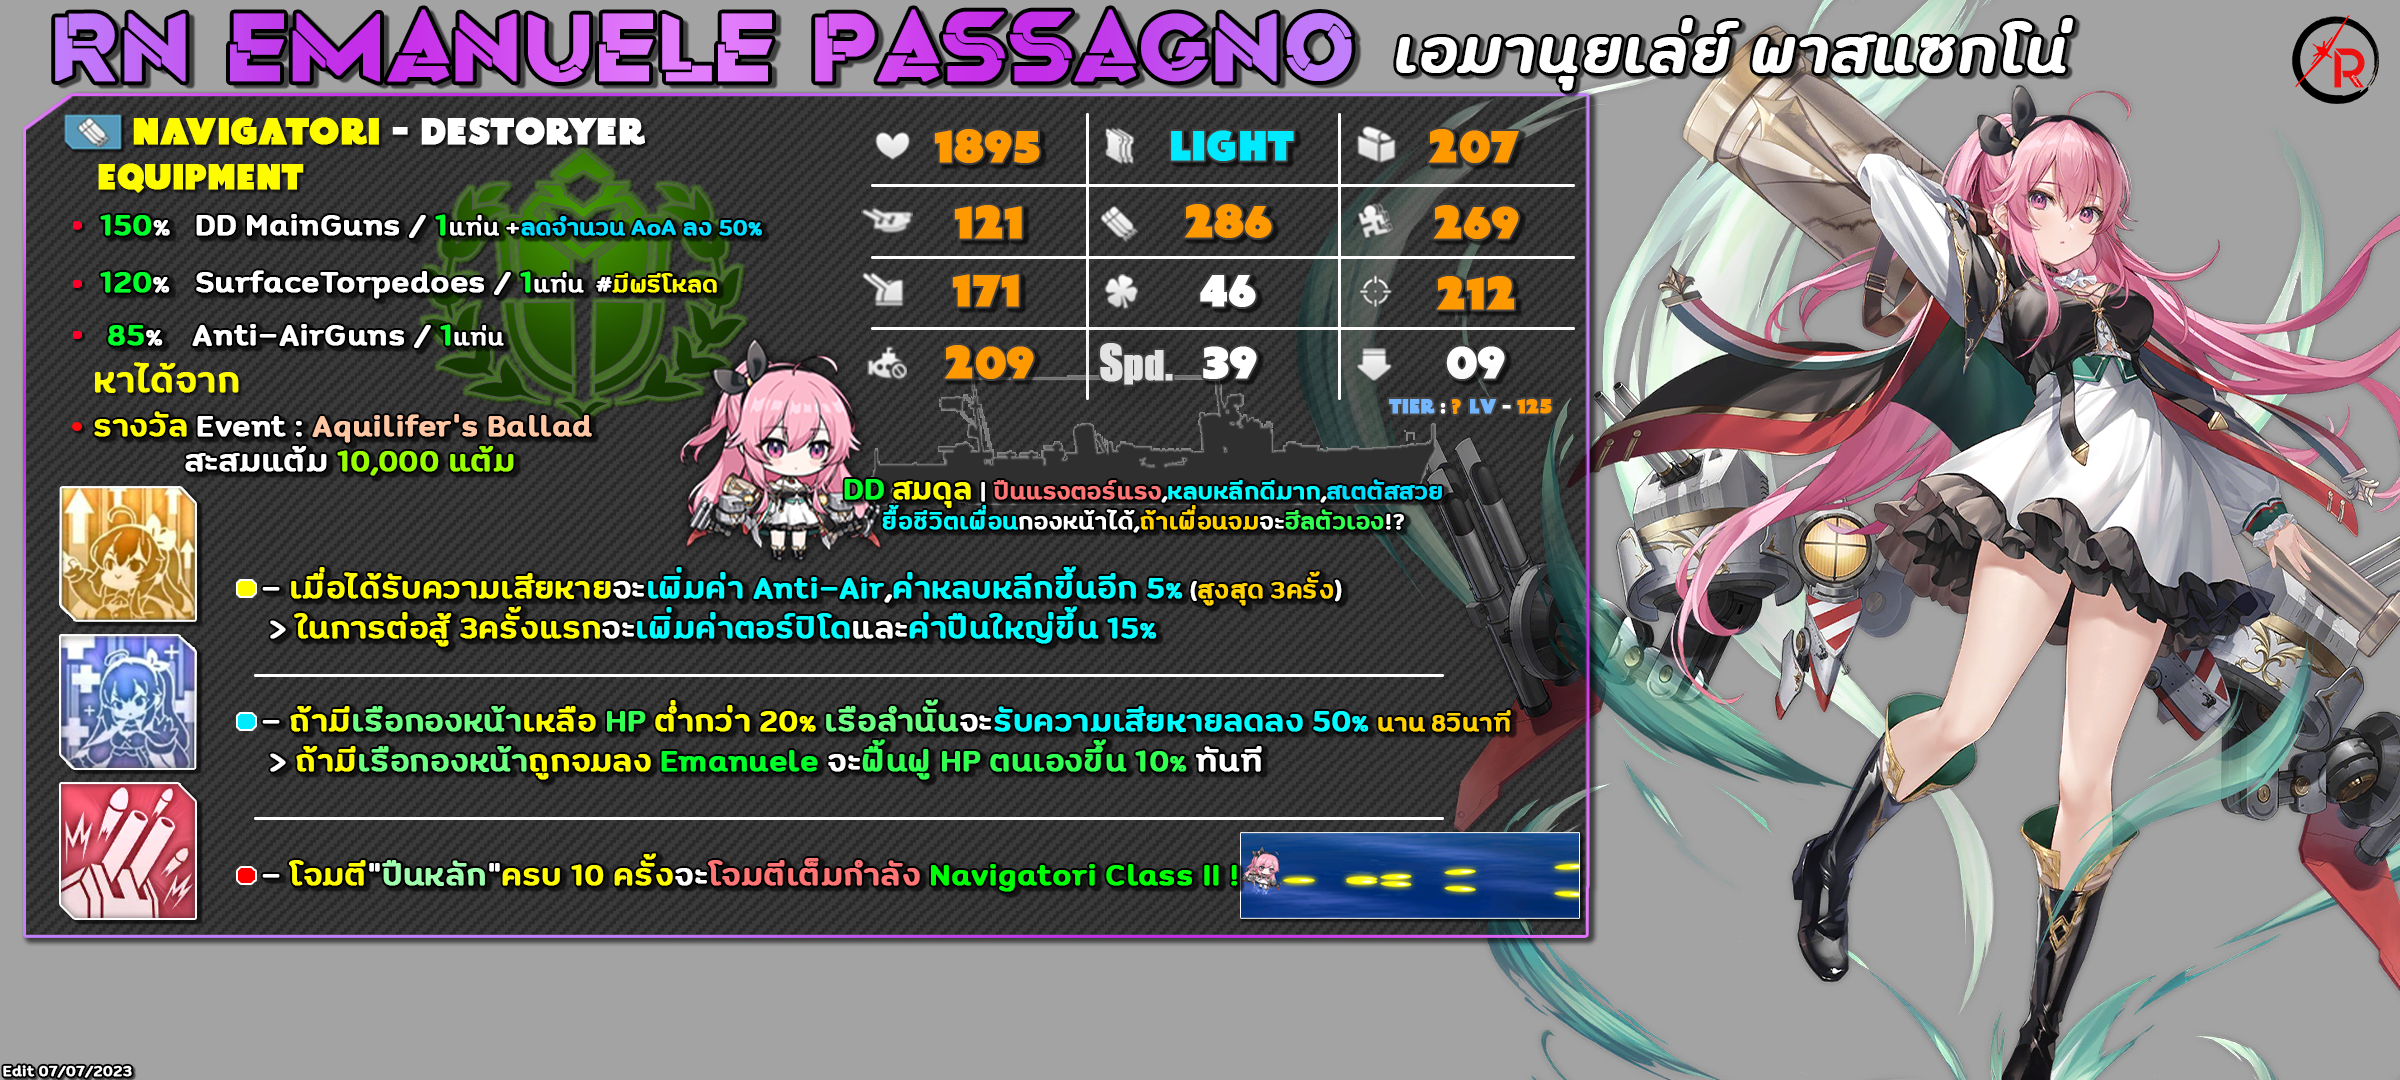 RN EMANUELE PASSAGNO เอมานุยเล่ย์ พาสแซกโน่
R
NAVIGATORI - DESTORYER
EQUIPMENT
• 150% DD MainGuns / 1แท่น +ลดจำนวน AoA ลง 50%
• 120% SurfaceTorpedoes / 1แท่น #มีพรีโหลด
• 85% Anti-AirGuns / 1แท่น
หาได้จาก
• รางวัล Event : Aquilifer's Ballad
สะสมแต้ม 10,000 แต้ม
1895 LIGHT 207
121 286 269
171 46 212
209 Spd. 39 09
TIER : ? LV - 125
DD สมดุล | ปืนแรงตอร์แรง,หลบหลีกดีมาก,สเตตัสสวย
ยื้อชีวิตเพื่อนกองหน้าได้,ถ้าเพื่อนจมจะฮีลตัวเอง!?
- เมื่อได้รับความเสียหายจะเพิ่มค่า Anti-Air,ค่าหลบหลีกขึ้นอีก 5% (สูงสุด 3ครั้ง)
> ในการต่อสู้ 3ครั้งแรกจะเพิ่มค่าตอร์ปิโดและค่าปืนใหญ่ขึ้น 15%
- ถ้ามีเรือกองหน้าเหลือ HP ต่ำกว่า 20% เรือลำนั้นจะรับความเสียหายลดลง 50% นาน 8วินาที
> ถ้ามีเรือกองหน้าถูกจมลง Emanuele จะฟื้นฟู HP ตนเองขึ้น 10% ทันที
- โจมตี"ปืนหลัก"ครบ 10 ครั้งจะโจมตีเต็มกำลัง Navigatori Class II !
Edit 07/07/2023